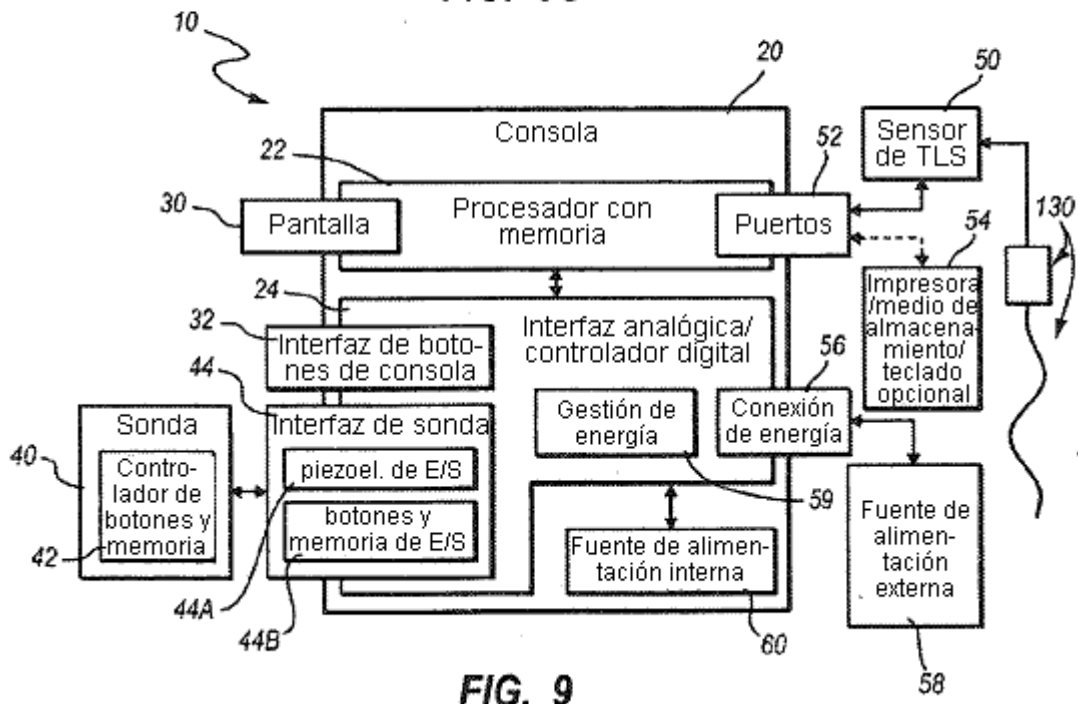 10
20
50
Consola
Sensor
de TLS
22
52
30
Pantalla
Procesador con
memoria
Puertos
130
54
24
Impresora
/medio de
almacena-
miento/
teclado
opcional
32
Interfaz de boto-
nes de consola
Interfaz analógica/
controlador digital
44
56
Sonda
Interfaz de sonda
Gestión de
energía
Conexión
de energía
40
Contro-
lador de
botones y
memoria
piezoel. de E/S
59
42
botones y
memoria de E/S
Fuente de alimen-
tación interna
Fuente de
alimen-
tación
externa
44A
44B
60
58
FIG. 9